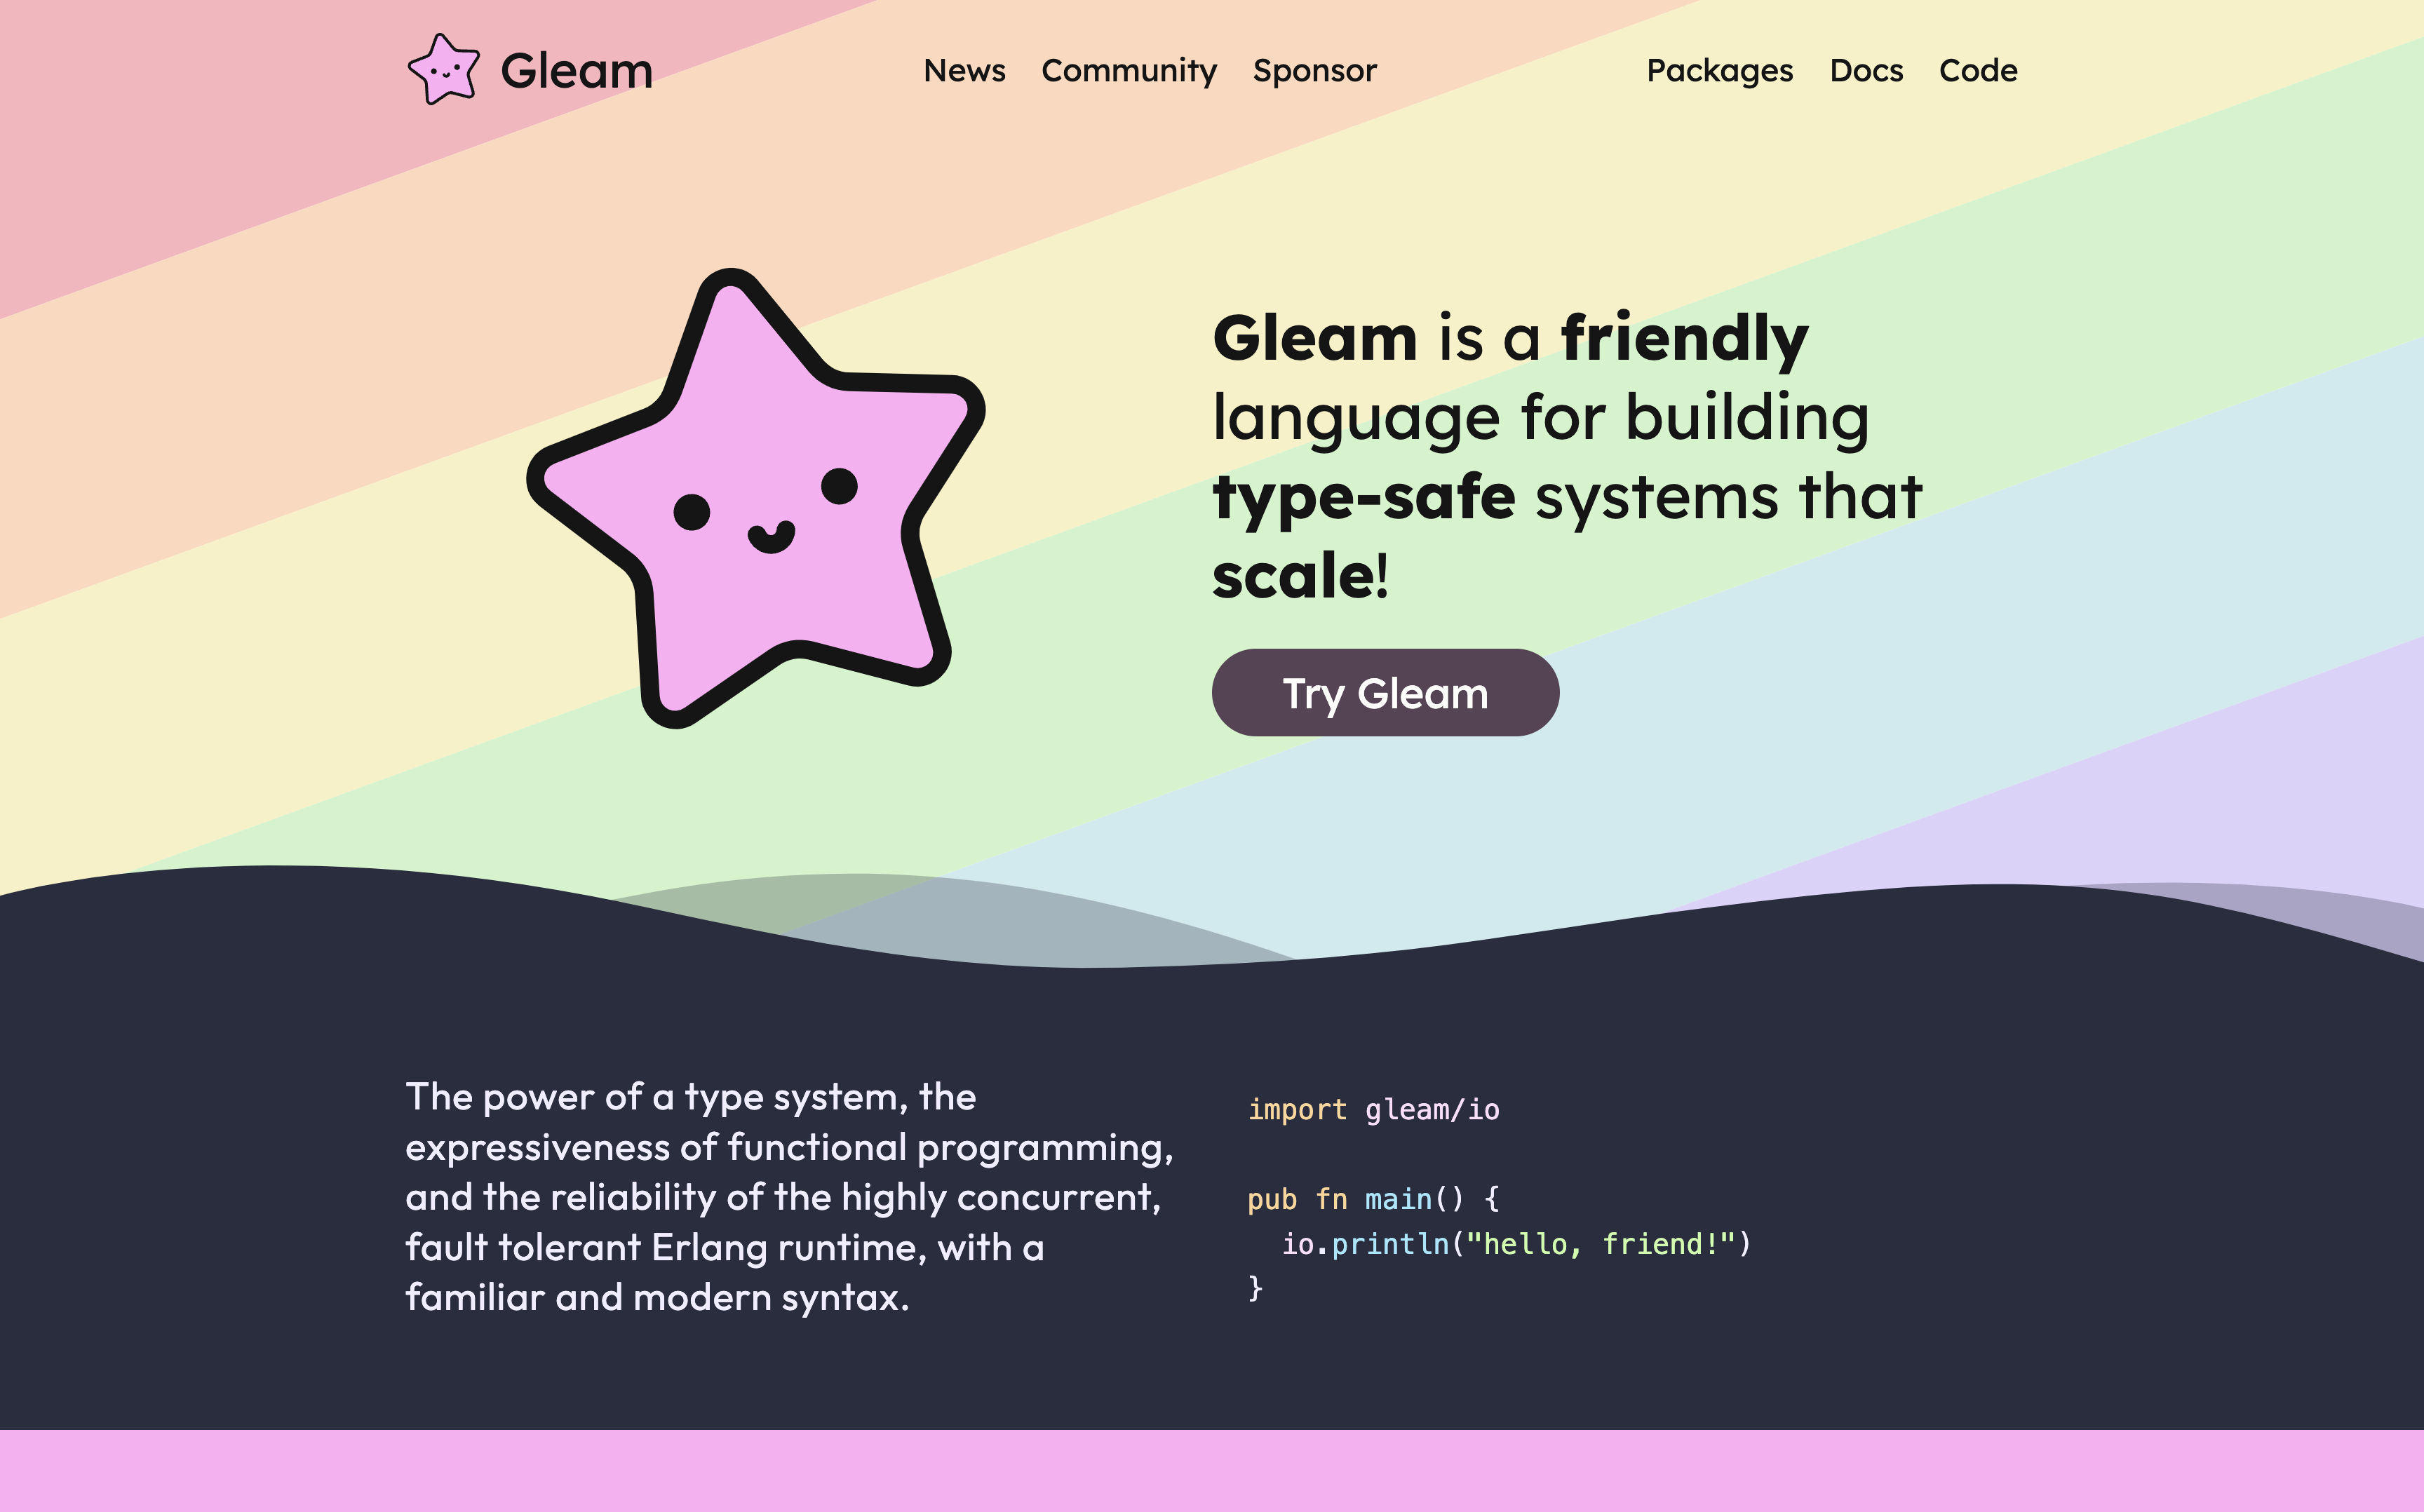 Gleam
News Community Sponsor
Packages Docs Code
Gleam is a friendly
language for building
type-safe systems that
scale!
Try Gleam
The power of a type system, the
expressiveness of functional programming,
and the reliability of the highly concurrent,
fault tolerant Erlang runtime, with a
familiar and modern syntax.
import gleam/io
pub fn main() {
  io.println("hello, friend!")
}